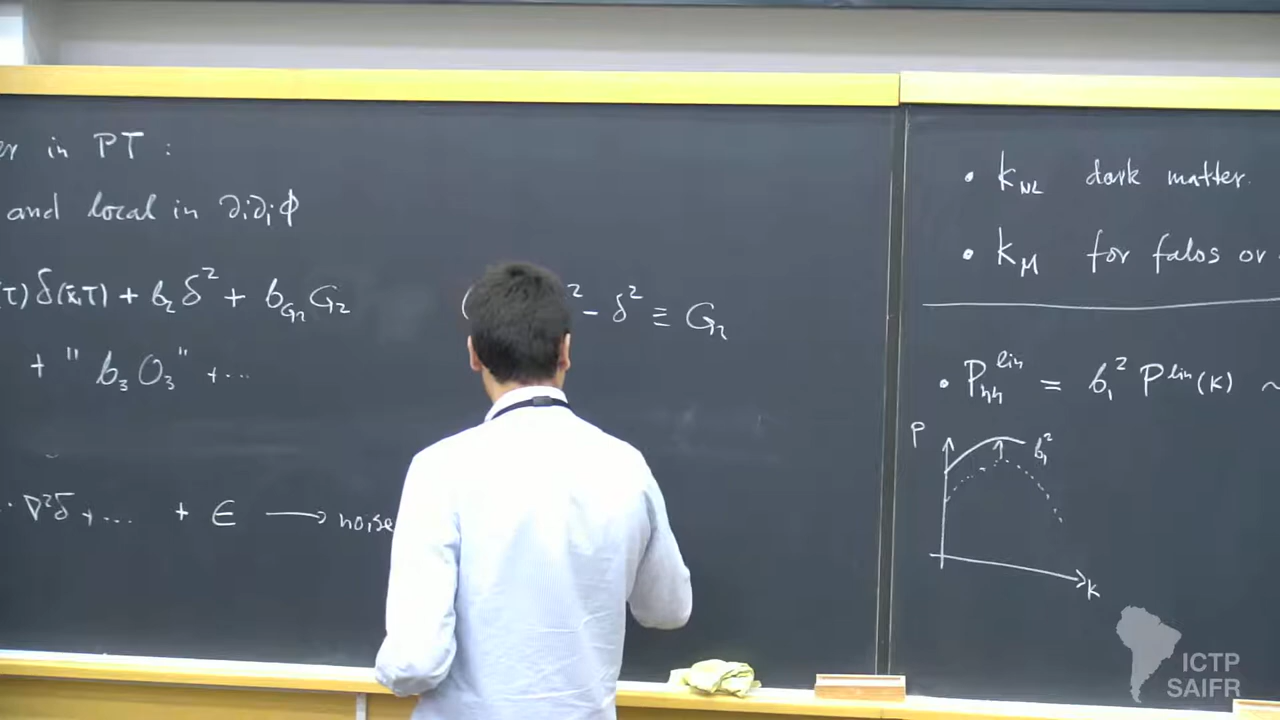 er in PT :
and local in ∂i∂jΦ
(τ) δ(x,τ) + b₂ δ² + b_G₂ G₂
+ "b₃ O₃" + ...
∇²δ + ... + ϵ → noise
² - δ² ≡ G₂
• k_NL dark matter.
• k_M for falos or
• P_hh^lin = b₁² P^lin(k) ~
P
b₁²
k
ICTP
SAIFR